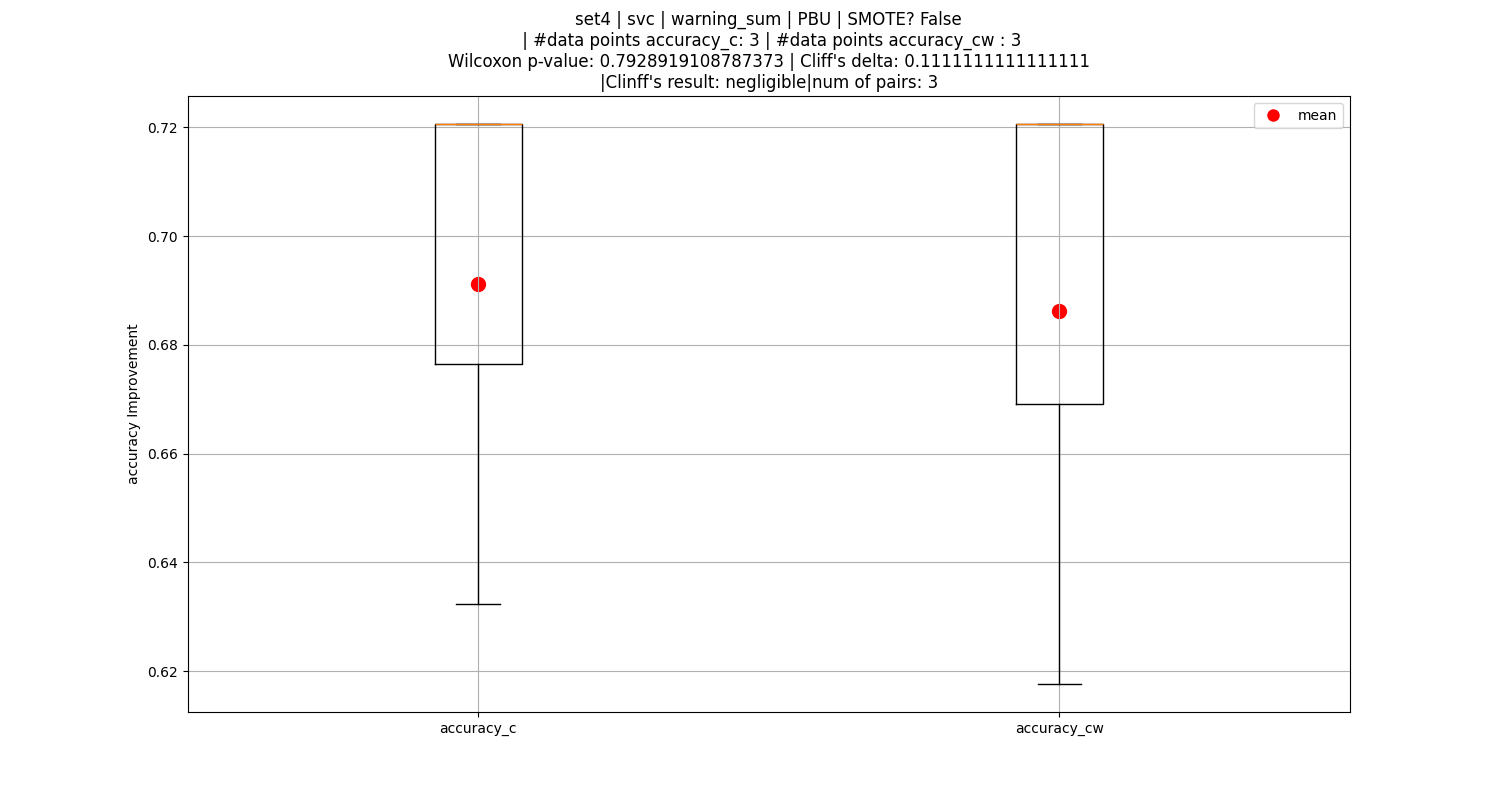 set4 | svc | warning_sum | PBU | SMOTE? False
| #data points accuracy_c: 3 | #data points accuracy_cw : 3
Wilcoxon p-value: 0.7928919108787373 | Cliff's delta: 0.1111111111111111
|Clinff's result: negligible|num of pairs: 3
mean
0.72
0.70
0.68
0.66
0.64
0.62
accuracy Improvement
accuracy_c
accuracy_cw